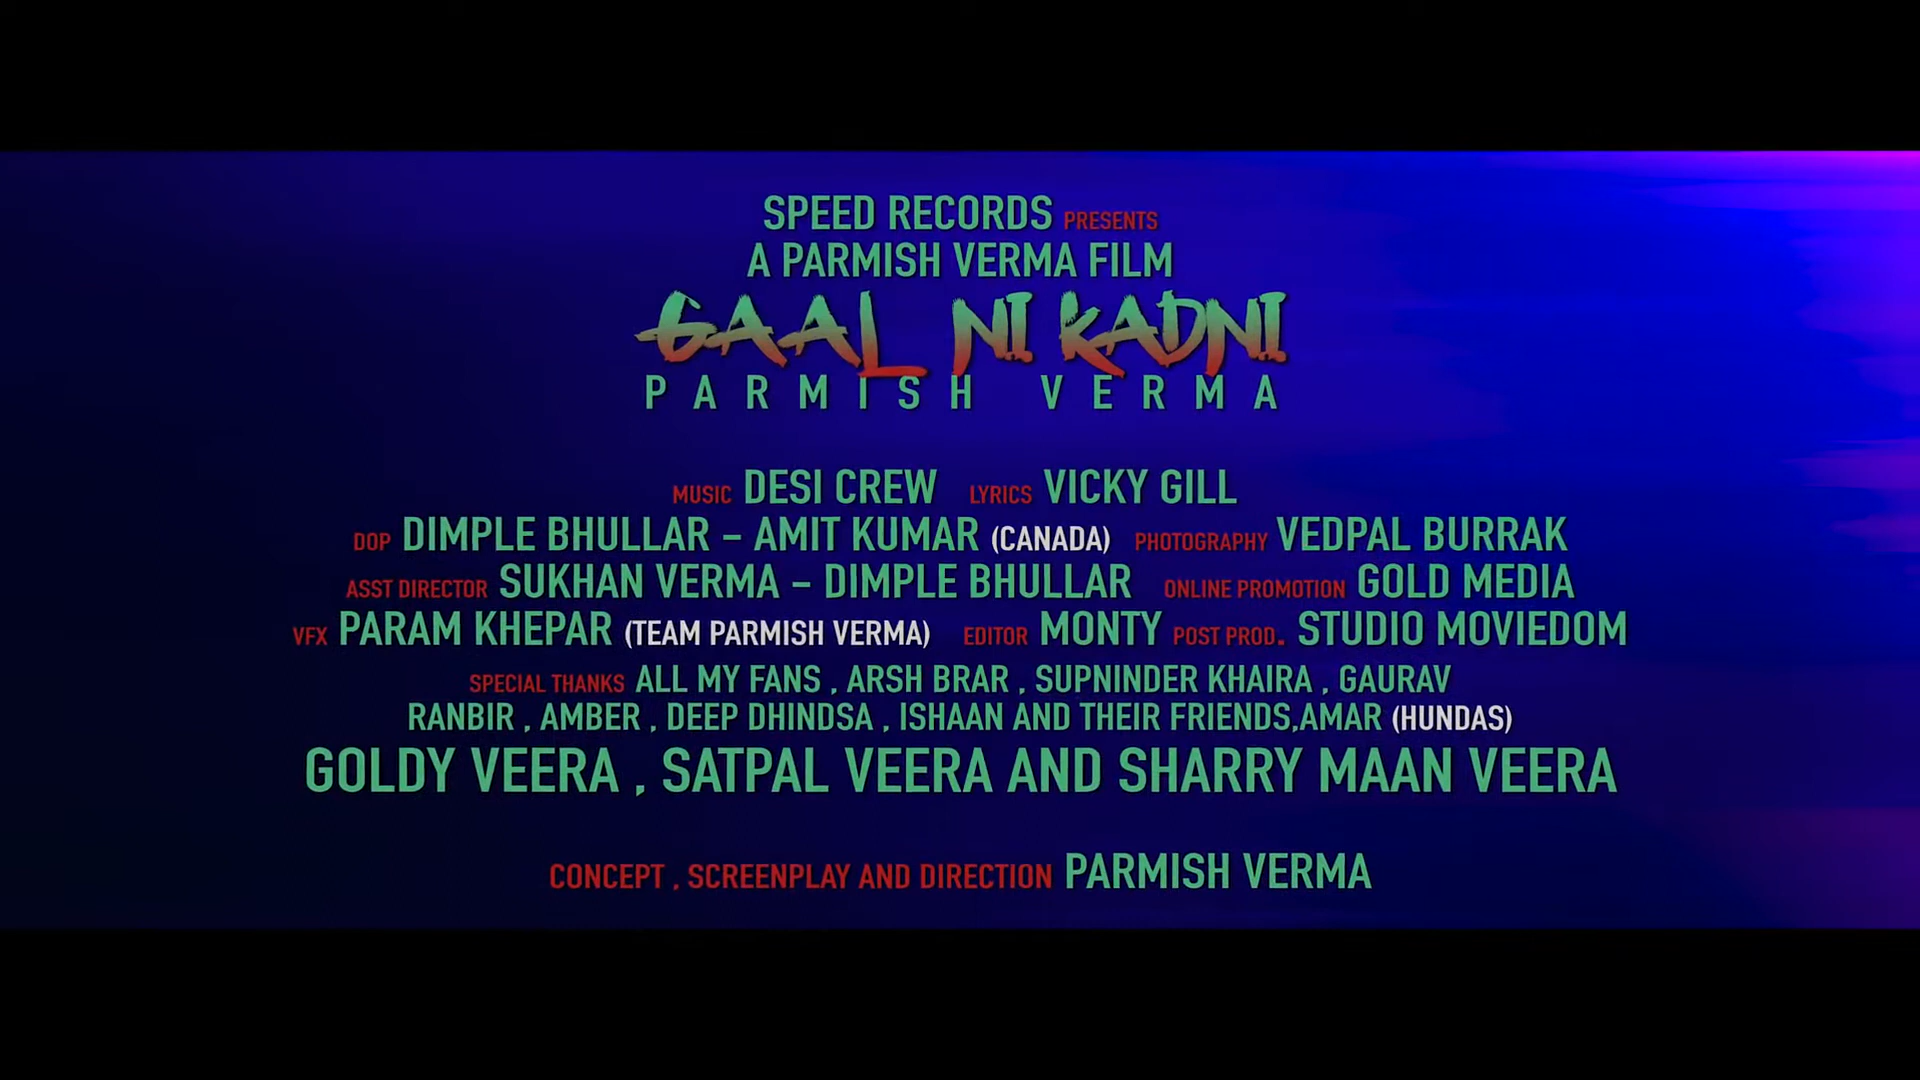 SPEED RECORDS PRESENTS
A PARMISH VERMA FILM
GAAL NI KADNI
PARMISH VERMA
MUSIC DESI CREW LYRICS VICKY GILL
DOP DIMPLE BHULLAR – AMIT KUMAR (CANADA) PHOTOGRAPHY VEDPAL BURRAK
ASST DIRECTOR SUKHAN VERMA – DIMPLE BHULLAR ONLINE PROMOTION GOLD MEDIA
VFX PARAM KHEPAR (TEAM PARMISH VERMA) EDITOR MONTY POST PROD. STUDIO MOVIEDOM
SPECIAL THANKS ALL MY FANS , ARSH BRAR , SUPNINDER KHAIRA , GAURAV
RANBIR , AMBER , DEEP DHINDSA , ISHAAN AND THEIR FRIENDS,AMAR (HUNDAS)
GOLDY VEERA , SATPAL VEERA AND SHARRY MAAN VEERA
CONCEPT , SCREENPLAY AND DIRECTION PARMISH VERMA